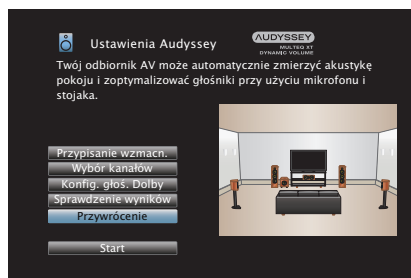 Ustawienia Audyssey
AUDYSSEY
MULTEQ XT
DYNAMIC VOLUME
Twój odbiornik AV może automatycznie zmierzyć akustykę
pokoju i zoptymalizować głośniki przy użyciu mikrofonu i
stojaka.
Przypisanie wzmacn.
Wybór kanałów
Konfig. głoś. Dolby
Sprawdzenie wyników
Przywrócenie
Start